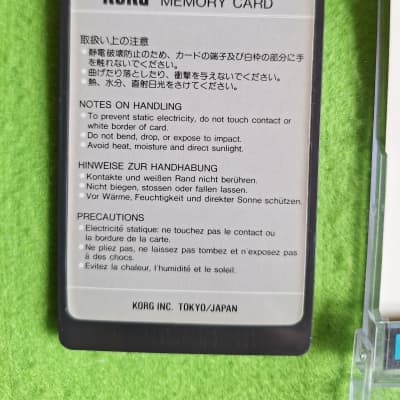 KORG MEMORY CARD
取扱い上の注意
●静電破壊防止のため、カードの端子及び白枠の部分に手
を触れないでください。
●曲げたり落としたり、衝撃を与えないでください。
●熱、水分、直射日光をさけてください。
NOTES ON HANDLING
●To prevent static electricity, do not touch contact or
white border of card.
●Do not bend, drop, or expose to impact.
●Avoid heat, moisture and direct sunlight.
HINWEISE ZUR HANDHABUNG
●Kontakte und weißen Rand nicht berühren.
●Nicht biegen, stossen oder fallen lassen.
●Vor Wärme, Feuchtigkeit und direkter Sonne schützen.
PRECAUTIONS
●Electricité statique: ne touchez pas le contact ou
la bordure de la carte.
●Ne pliez pas, ne laissez pas tombez et n'exposez pas
à des chocs.
●Evitez la chaleur, l'humidité et le soleil.
KORG INC. TOKYO/JAPAN